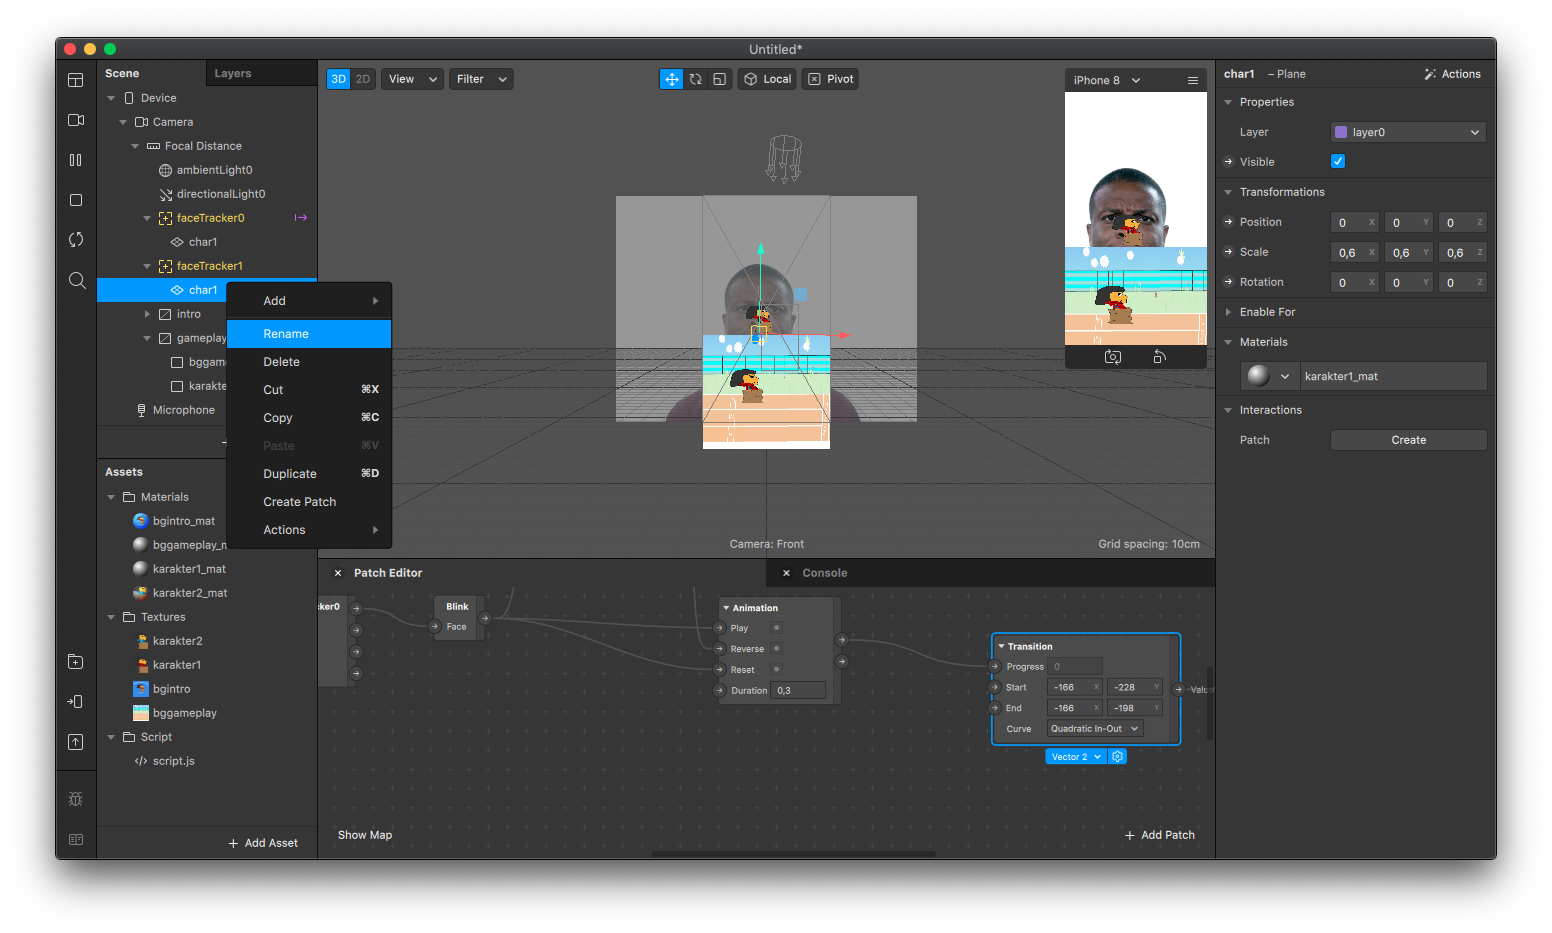 Untitled*
Scene
Layers
Device
Camera
Focal Distance
ambientLight0
directionalLight0
faceTracker0
char1
faceTracker1
char1
intro
gameplay
bggam
karakte
Microphone
Add
Rename
Delete
Cut ⌘X
Copy ⌘C
Paste ⌘V
Duplicate ⌘D
Create Patch
Actions
Assets
Materials
bgintro_mat
bggameplay_m
karakter1_mat
karakter2_mat
Textures
karakter2
karakter1
bgintro
bggameplay
Script
script.js
+ Add Asset
3D 2D
View
Filter
Local
Pivot
iPhone 8
Camera: Front
Grid spacing: 10cm
Patch Editor
Console
cker0
Blink
Face
Animation
Play
Reverse
Reset
Duration 0,3
Transition
Progress 0
Start -166 X -228 Y
End -166 X -198 Y
Curve Quadratic In-Out
Vector 2
Show Map
+ Add Patch
char1 – Plane
Actions
Properties
Layer layer0
Visible
Transformations
Position 0 X 0 Y 0 Z
Scale 0,6 X 0,6 Y 0,6 Z
Rotation 0 X 0 Y 0 Z
Enable For
Materials
karakter1_mat
Interactions
Patch Create